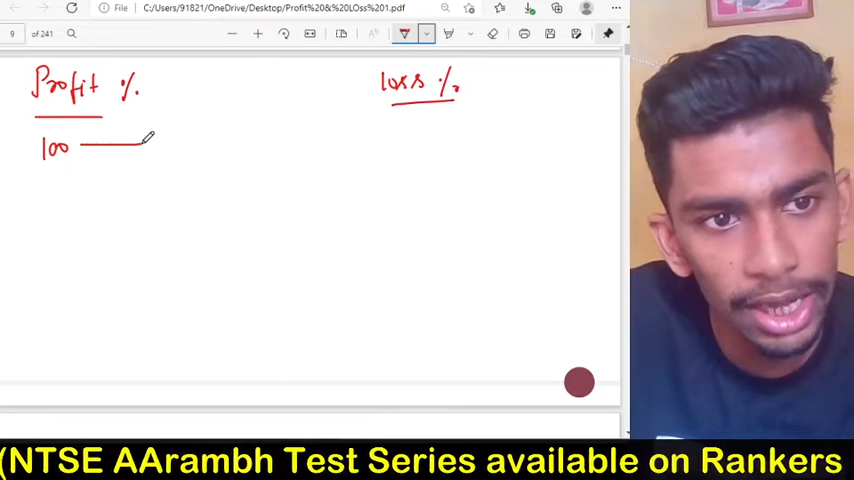 File | C:/Users/91821/OneDrive/Desktop/Profit%20&%20LOss%201.pdf
9 of 241
Profit %
loss %
100
(NTSE AArambh Test Series available on Rankers